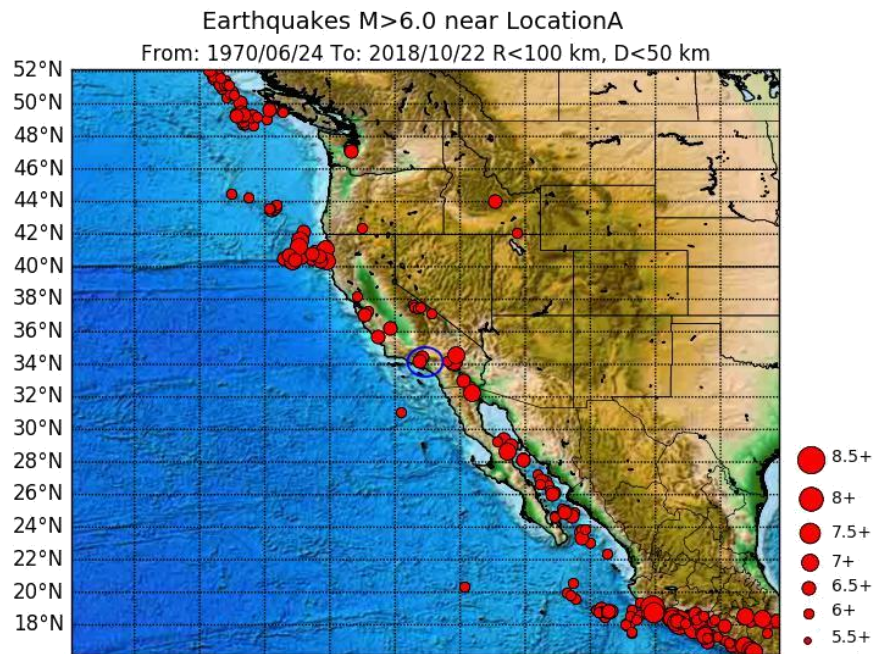 Earthquakes M>6.0 near LocationA
From: 1970/06/24 To: 2018/10/22 R<100 km, D<50 km
52°N
50°N
48°N
46°N
44°N
42°N
40°N
38°N
36°N
34°N
32°N
30°N
28°N
26°N
24°N
22°N
20°N
18°N
8.5+
8+
7.5+
7+
6.5+
6+
5.5+